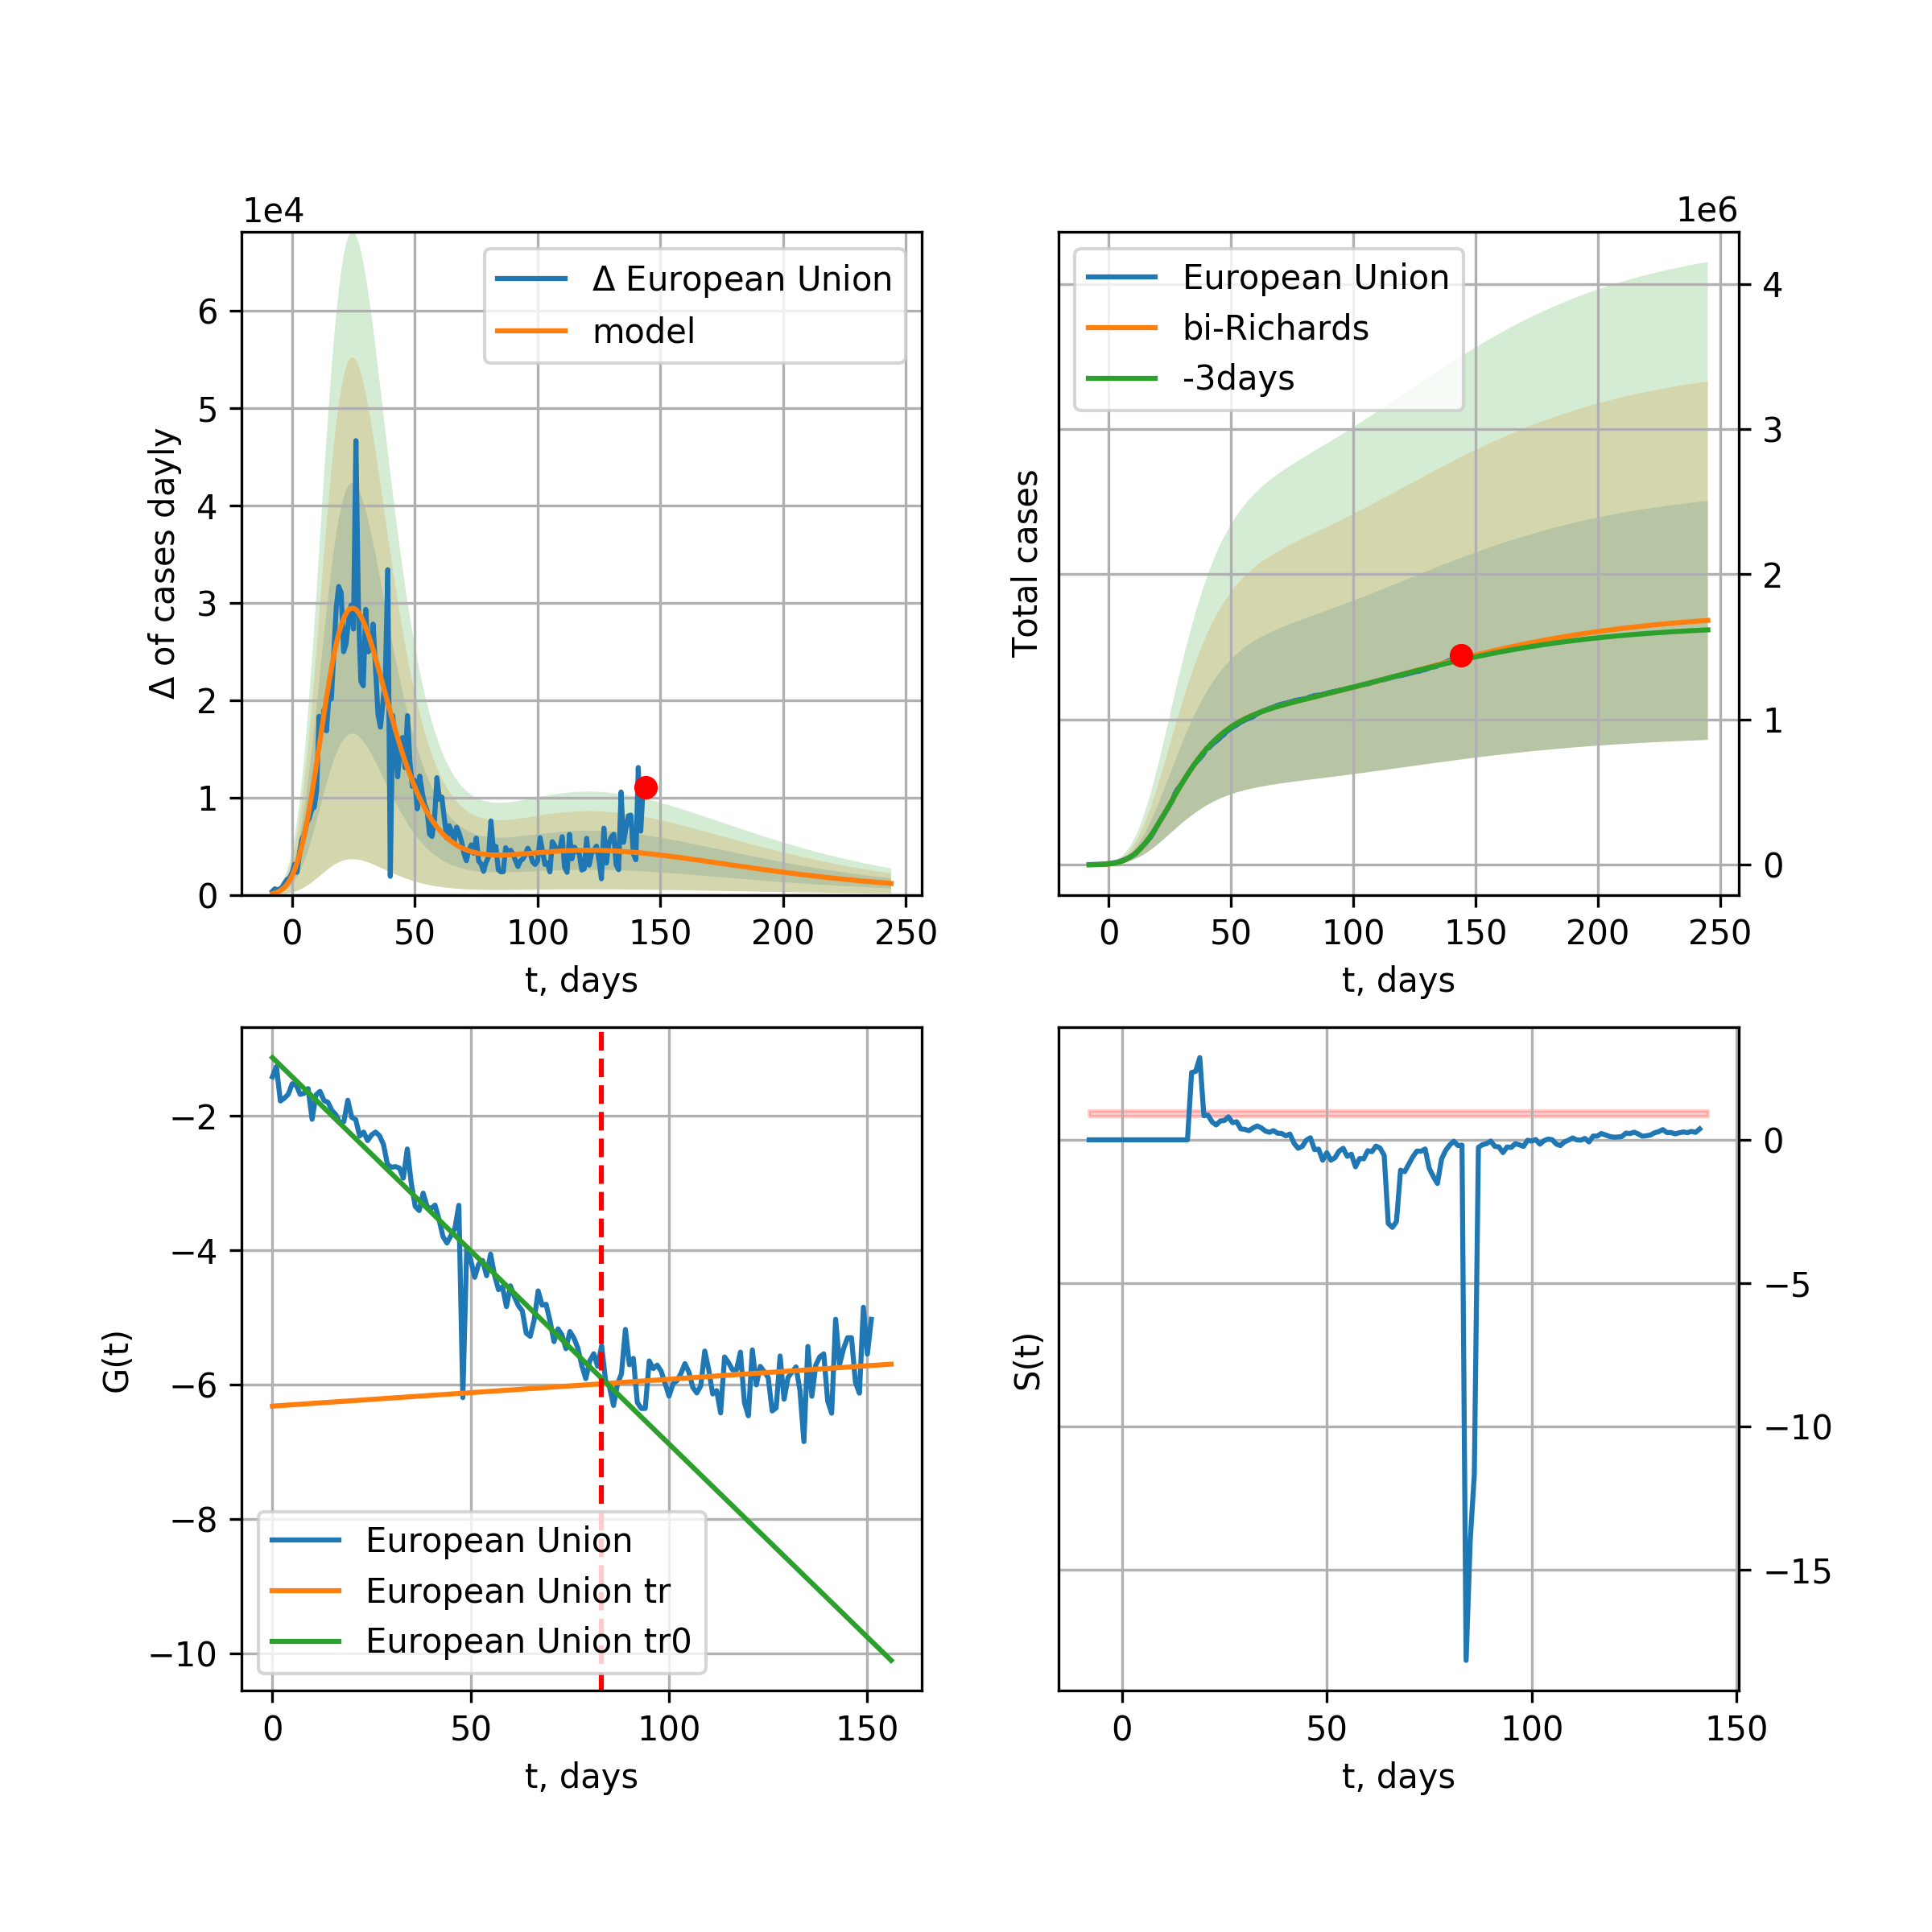 1e4
Δ European Union
model
6
5
4
3
2
1
0
Δ of cases dayly
0 50 100 150 200 250
t, days
1e6
European Union
bi-Richards
-3days
4
3
2
1
0
Total cases
0 50 100 150 200 250
t, days
−2
−4
−6
−8
−10
G(t)
European Union
European Union tr
European Union tr0
0 50 100 150
t, days
0
−5
−10
−15
S(t)
0 50 100 150
t, days